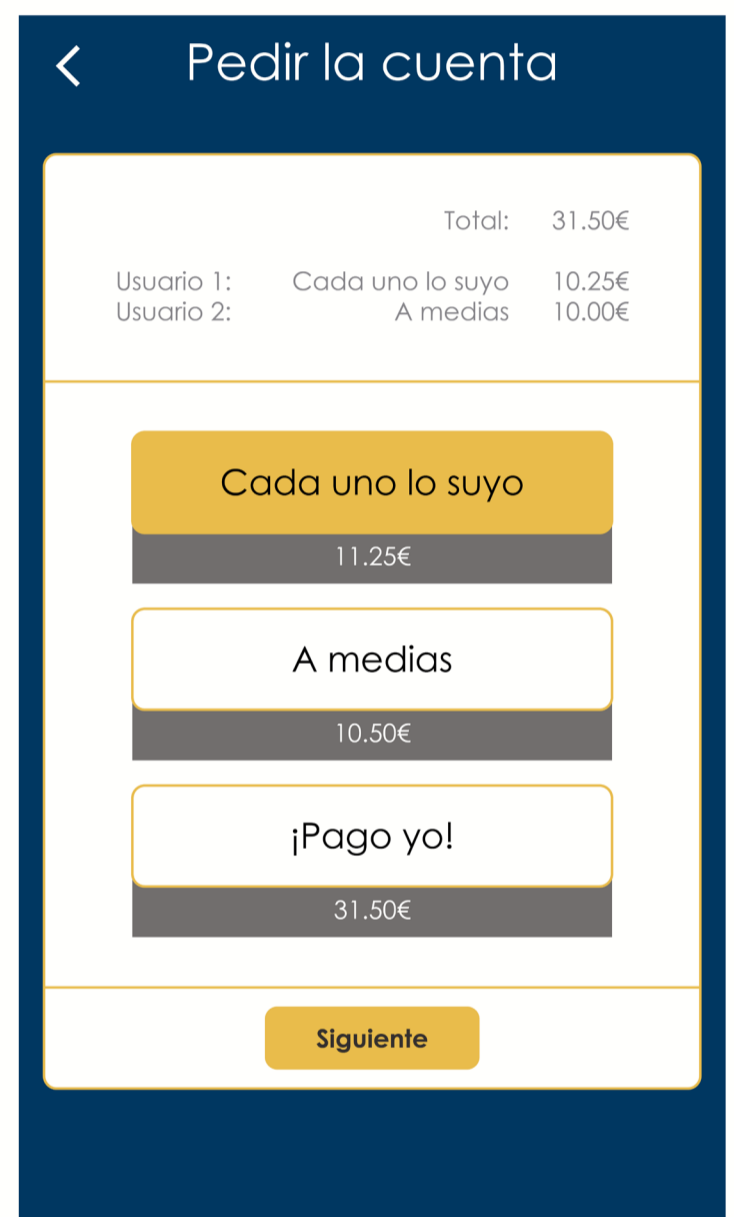 Pedir la cuenta
Total: 31.50€
Usuario 1: Cada uno lo suyo 10.25€
Usuario 2: A medias 10.00€
Cada uno lo suyo
11.25€
A medias
10.50€
¡Pago yo!
31.50€
Siguiente